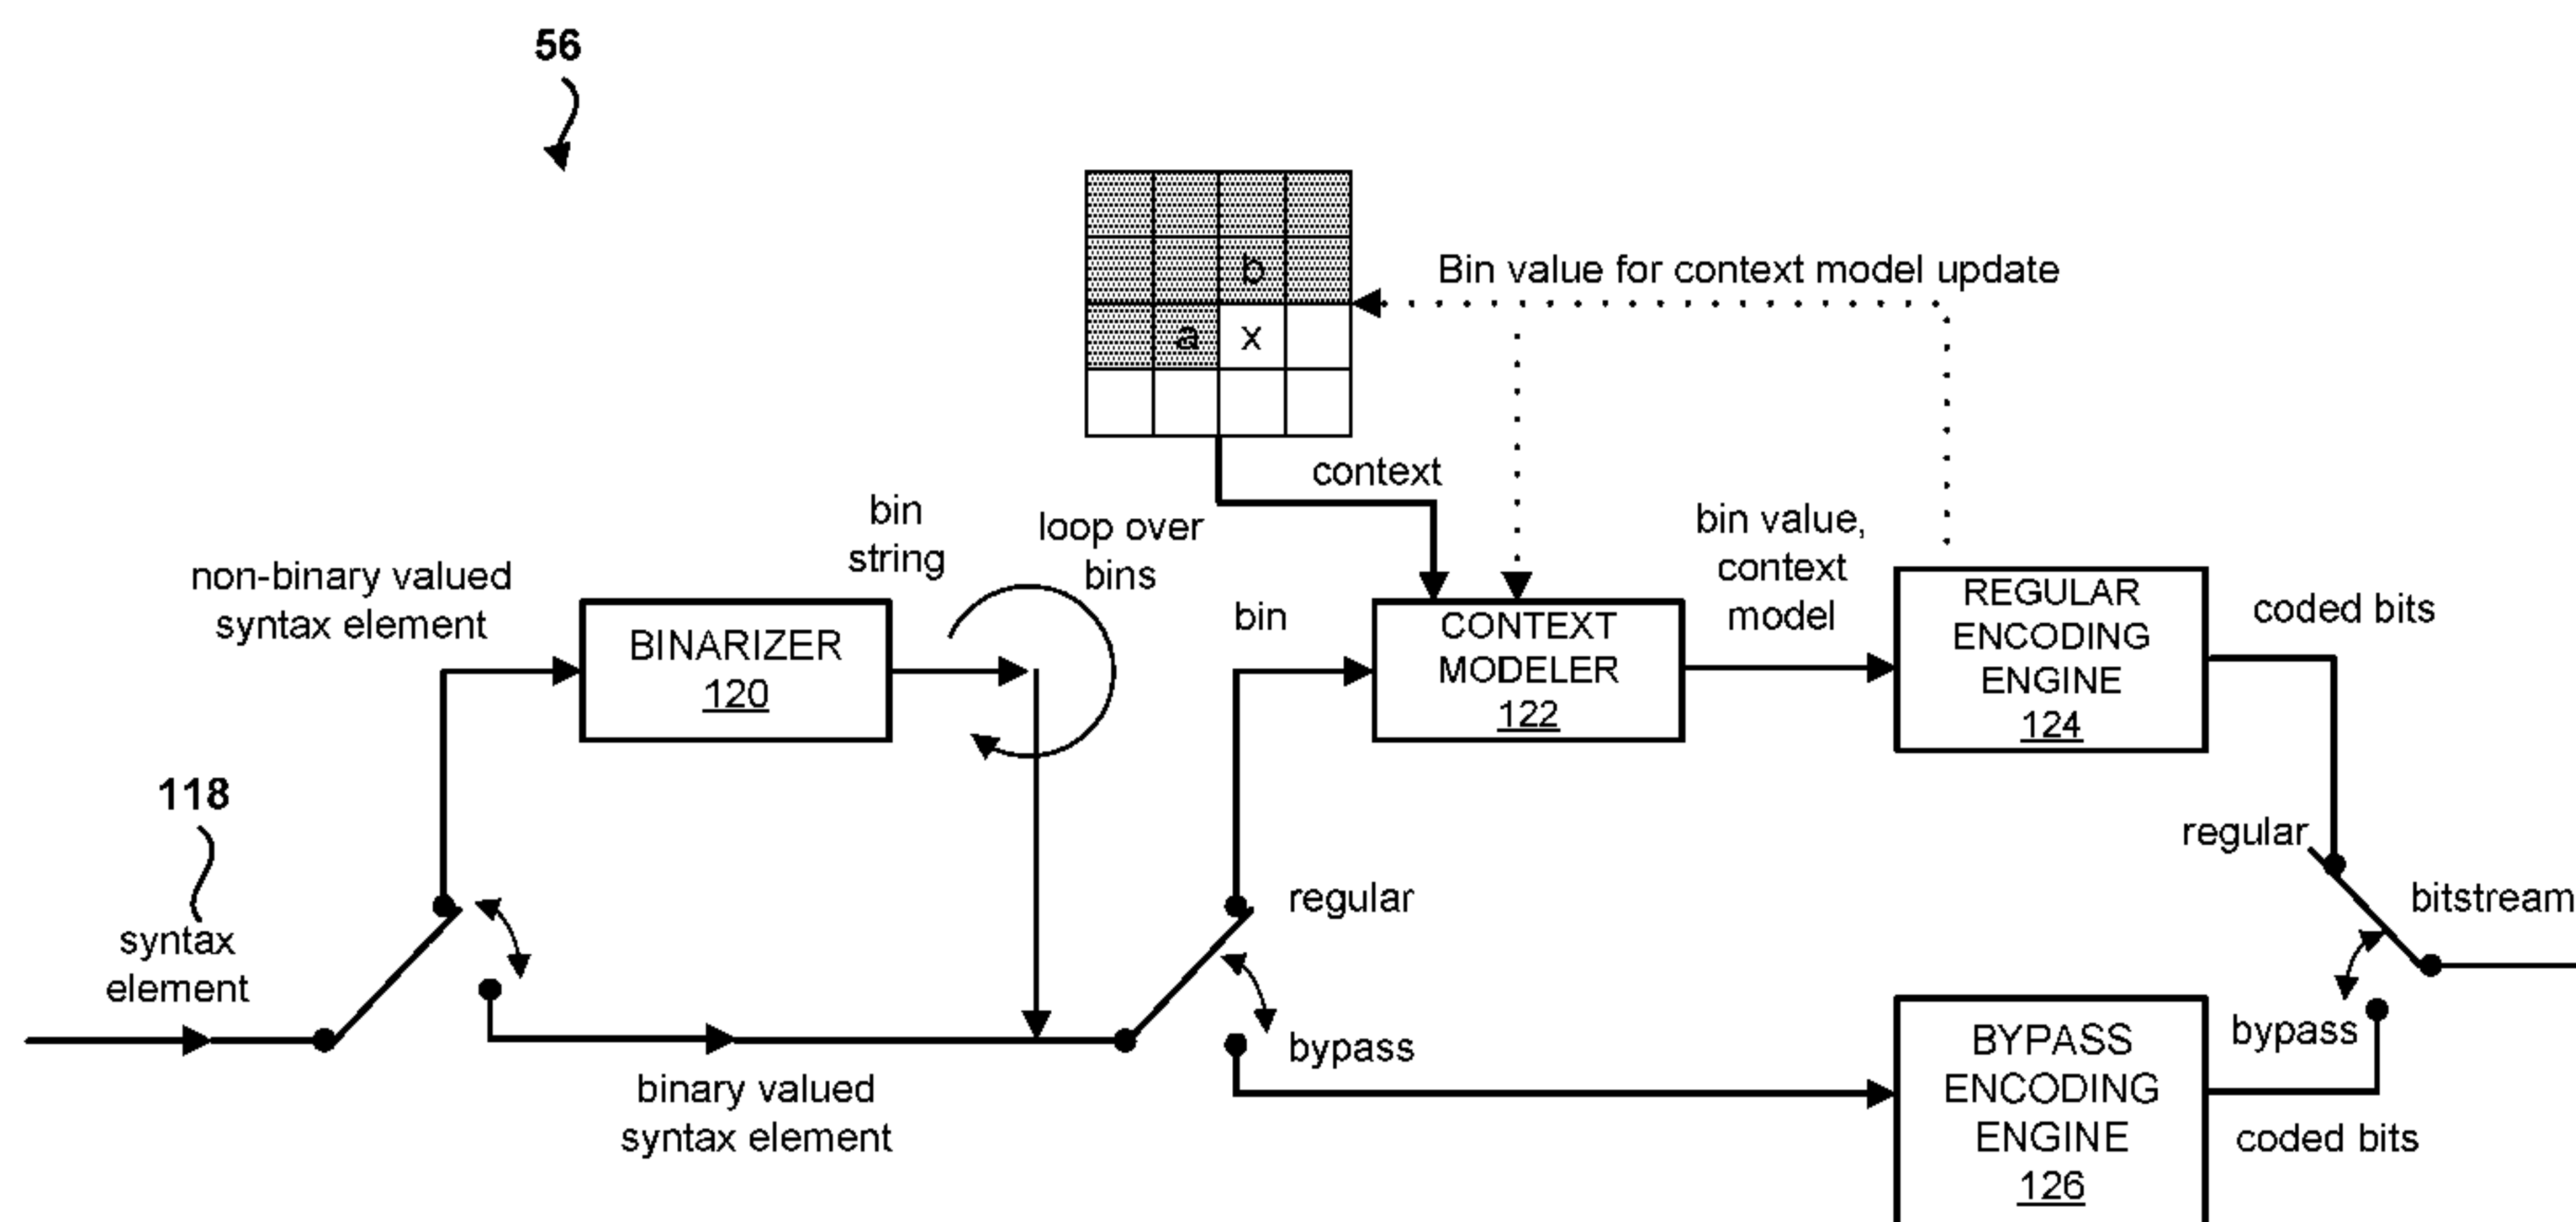 56
b
Bin value for context model update
a
x
context
bin
string
loop over
bins
bin value,
context
model
non-binary valued
syntax element
BINARIZER
120
bin
CONTEXT
MODELER
122
REGULAR
ENCODING
ENGINE
124
coded bits
118
syntax
element
regular
bypass
regular
bitstream
bypass
binary valued
syntax element
BYPASS
ENCODING
ENGINE
126
coded bits